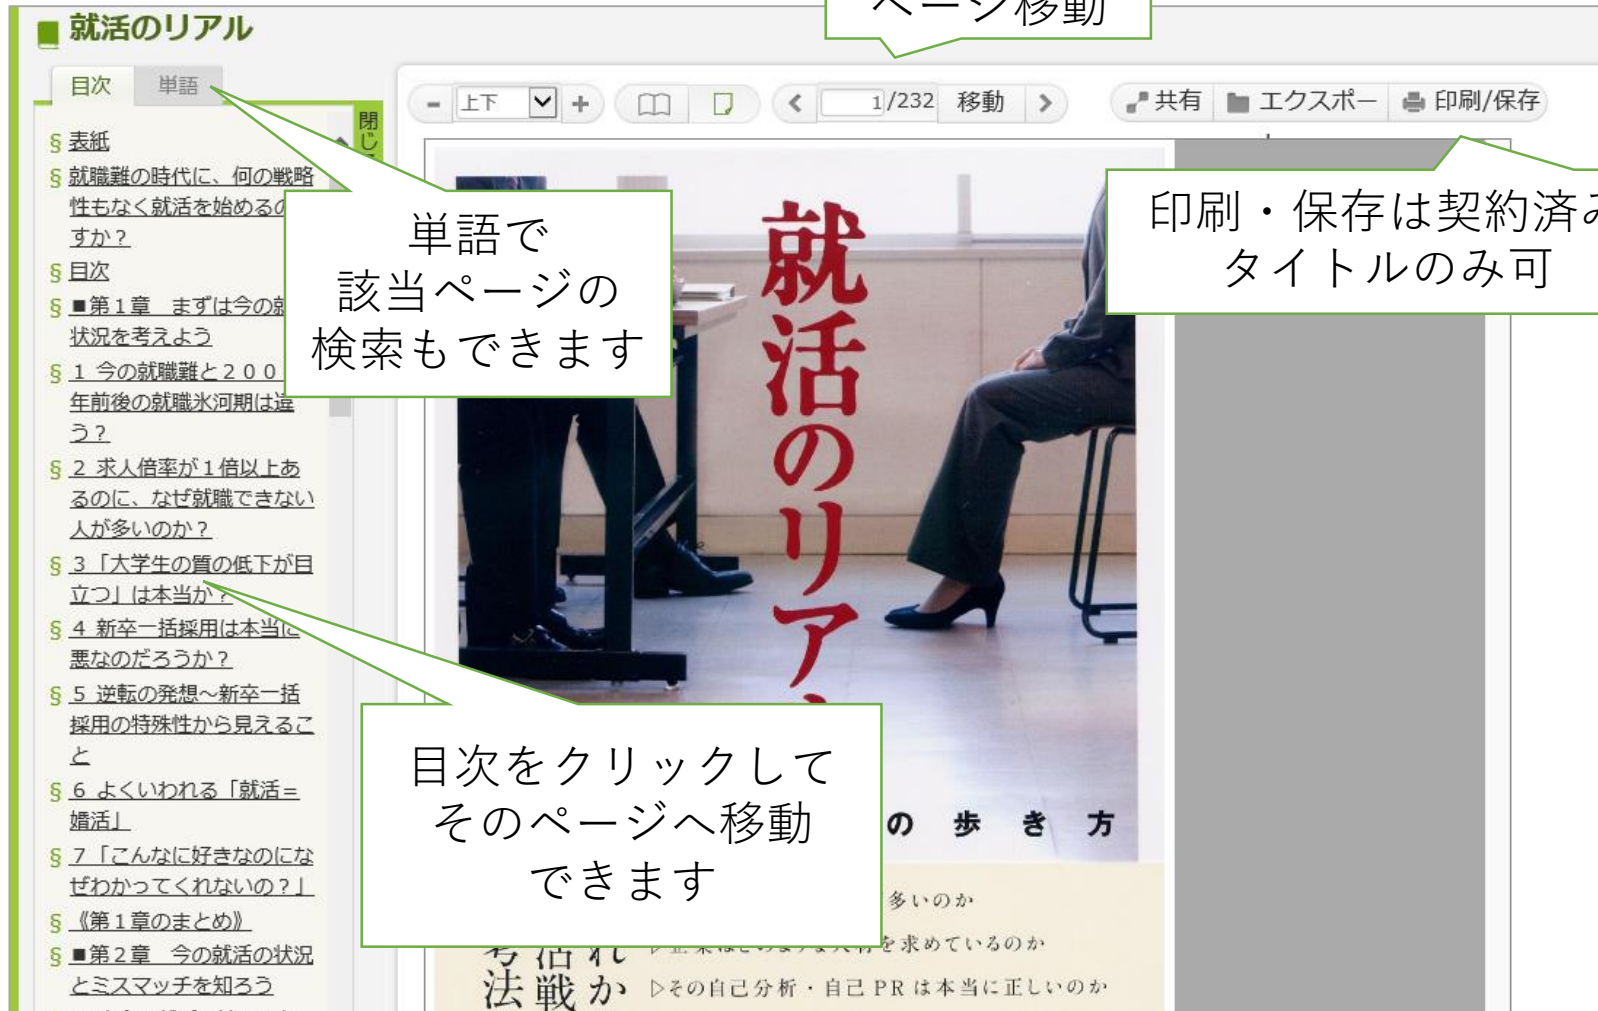 ページ移動
就活のリアル
目次 単語
上下 1/232 移動 共有 エクスポー 印刷/保存
閉じ
§ 表紙
§ 就職難の時代に、何の戦略
性もなく就活を始めるの
すか？
§ 目次
§ ■第１章　まずは今の就
状況を考えよう
§ １ 今の就職難と２００
年前後の就職氷河期は違
う？
§ ２ 求人倍率が１倍以上あ
るのに、なぜ就職できない
人が多いのか？
§ ３「大学生の質の低下が目
立つ」は本当か？
§ ４ 新卒一括採用は本当に
悪なのだろうか？
§ ５ 逆転の発想～新卒一括
採用の特殊性から見えるこ
と
§ ６ よくいわれる「就活＝
婚活」
§ ７「こんなに好きなのにな
ぜわかってくれないの？」
§ 《第１章のまとめ》
§ ■第２章　今の就活の状況
とミスマッチを知ろう
単語で
該当ページの
検索もできます
印刷・保存は契約済み
タイトルのみ可
目次をクリックして
そのページへ移動
できます
就活のリア
の歩き方
多いのか
を求めているのか
▷その自己分析・自己PRは本当に正しいのか
れか
活戦
考法